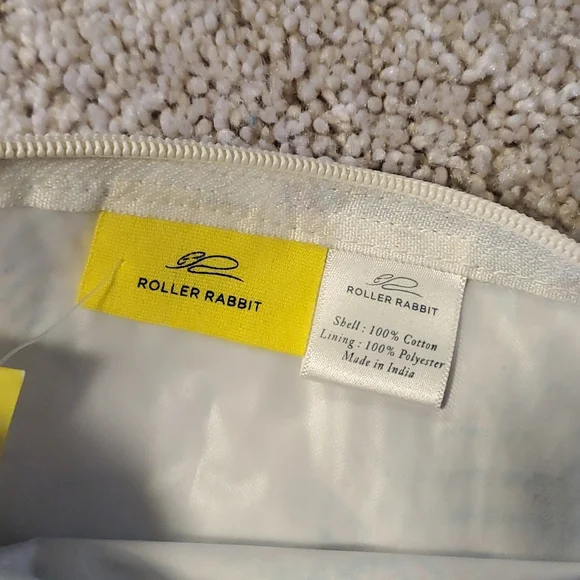 ROLLER RABBIT
ROLLER RABBIT
Shell : 100% Cotton
Lining : 100% Polyester
Made in India